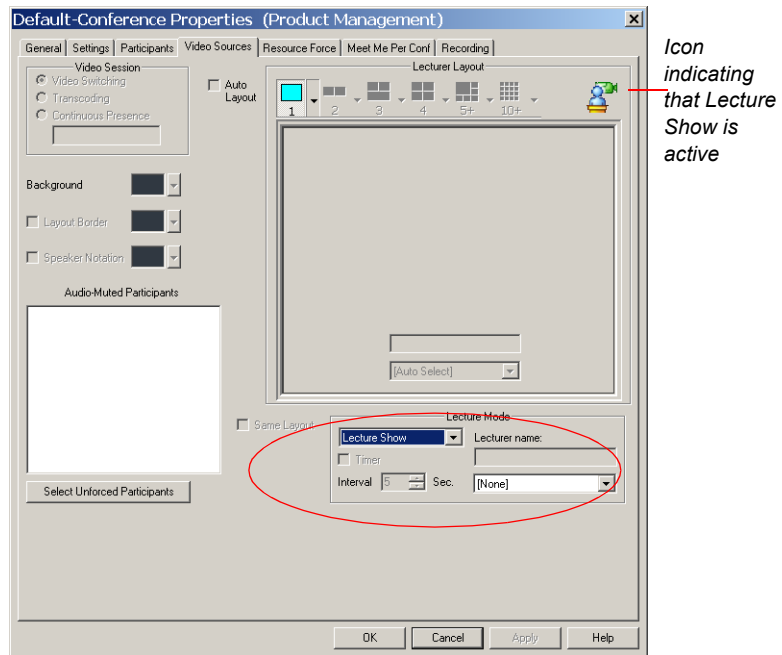 Default-Conference Properties (Product Management)
General Settings Participants Video Sources Resource Force Meet Me Per Conf Recording
Video Session
Video Switching
Transcoding
Continuous Presence
Auto
Layout
Lecturer Layout
1 2 3 4 5+ 10+
Icon
indicating
that Lecture
Show is
active
Background
Layout Border
Speaker Notation
Audio-Muted Participants
[Auto Select]
Same Layout
Lecture Mode
Lecture Show
Lecturer name:
Timer
Interval 5 Sec.
[None]
Select Unforced Participants
OK Cancel Apply Help